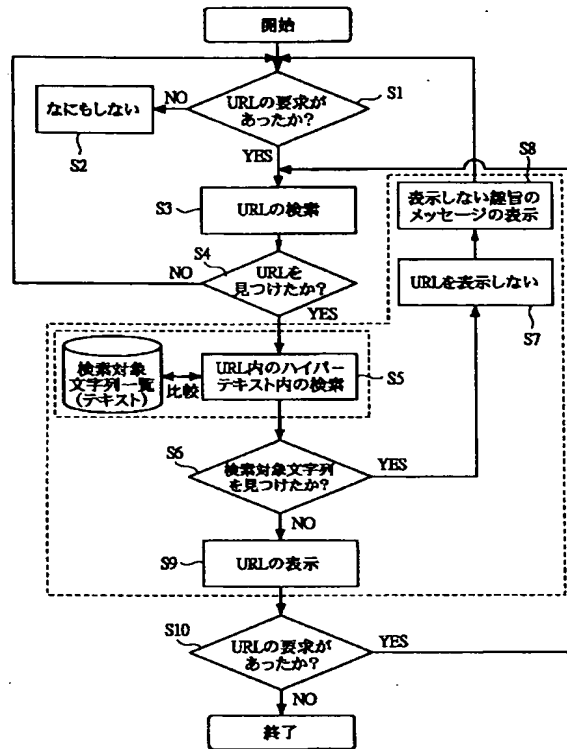 開始
URLの要求が
あったか?
S1
NO
なにもしない
S2
YES
S8
表示しない趣旨の
メッセージの表示
S3
URLの検索
S4
URLを
見つけたか?
NO
YES
URLを表示しない
S7
検索対象
文字列一覧
(テキスト)
比較
URL内のハイパー
テキスト内の検索
S5
S6
検索対象文字列
を見つけたか?
YES
NO
S9
URLの表示
S10
URLの要求が
あったか?
YES
NO
終了